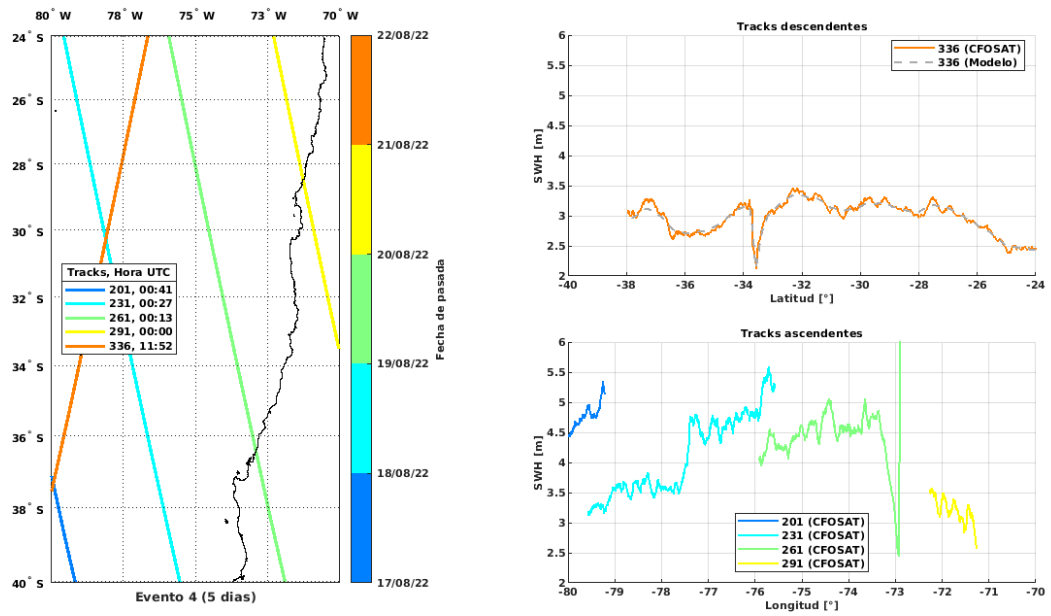 80° W 78° W 75° W 73° W 70° W
24° S
26° S
28° S
30° S
32° S
34° S
36° S
38° S
40° S
Tracks, Hora UTC
201, 00:41
231, 00:27
261, 00:13
291, 00:00
336, 11:52
Evento 4 (5 dias)
22/08/22
21/08/22
20/08/22
19/08/22
18/08/22
17/08/22
Fecha de pasada
Tracks descendentes
336 (CFOSAT)
336 (Modelo)
SWH [m]
6
5.5
5
4.5
4
3.5
3
2.5
2
-40 -38 -36 -34 -32 -30 -28 -26 -24
Latitud [°]
Tracks ascendentes
SWH [m]
6
5.5
5
4.5
4
3.5
3
2.5
2
201 (CFOSAT)
231 (CFOSAT)
261 (CFOSAT)
291 (CFOSAT)
-80 -79 -78 -77 -76 -75 -74 -73 -72 -71 -70
Longitud [°]